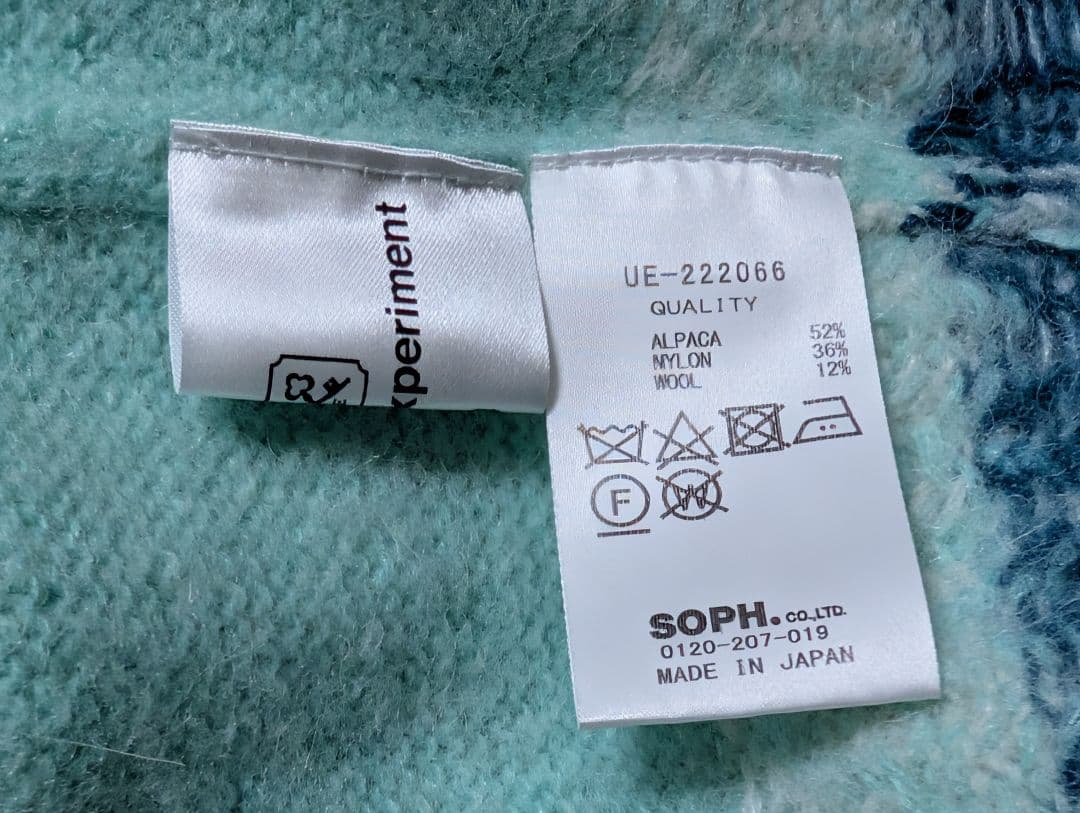 xperiment
UE-222066
QUALITY
ALPACA 52%
NYLON 36%
WOOL 12%
F
W
SOPH. CO.,LTD.
0120-207-019
MADE IN JAPAN